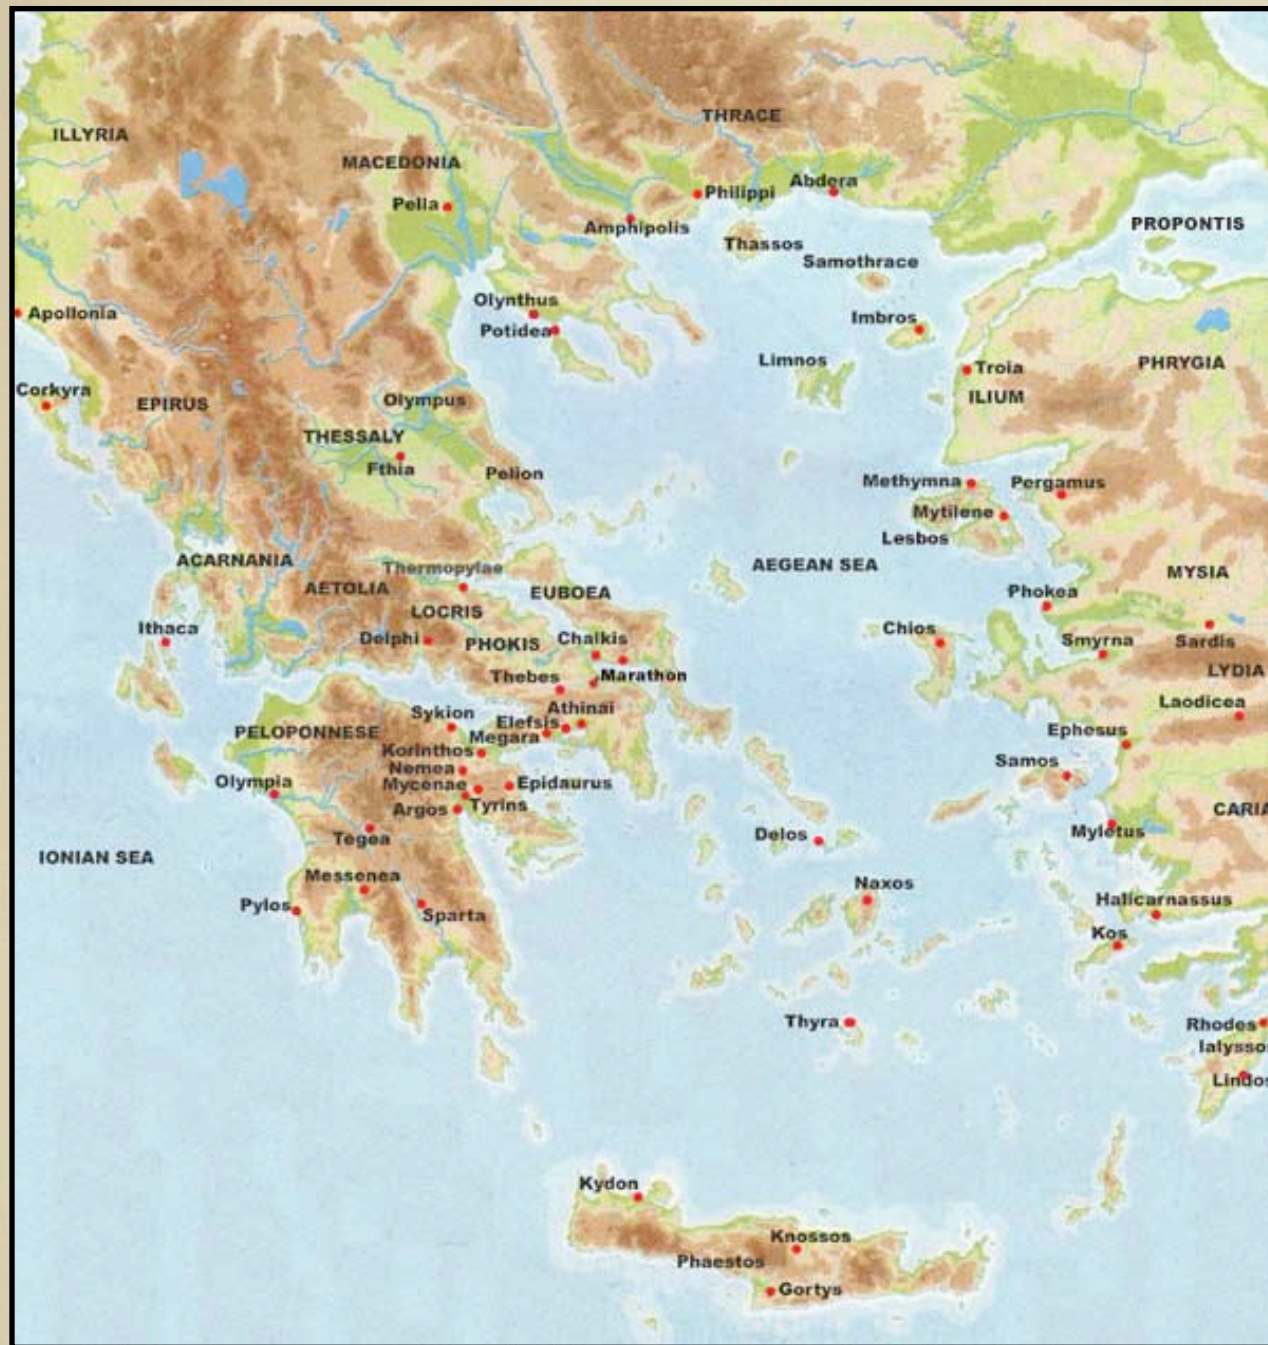 THRACE
ILLYRIA
MACEDONIA
Abdera
Philippi
Pella
Amphipolis
PROPONTIS
Thassos
Samothrace
Olynthus
Apollonia
Imbros
Potidea
Limnos
PHRYGIA
Troia
Corkyra
ILIUM
Olympus
EPIRUS
THESSALY
Fthia
Pelion
Methymna
Pergamus
Mytilene
Lesbos
ACARNANIA
AEGEAN SEA
Thermopylae
MYSIA
AETOLIA
EUBOEA
Phokea
LOCRIS
Ithaca
Chios
Delphi
PHOKIS
Chalkis
Smyrna
Sardis
LYDIA
Thebes
Marathon
Laodicea
Athinai
Sykion
Elefsis
PELOPONNESE
Megara
Ephesus
Korinthos
Samos
Nemea
Olympia
Mycenae
Epidaurus
Argos
Tyrins
CARIA
Myletus
Delos
Tegea
IONIAN SEA
Messenea
Naxos
Halicarnassus
Pylos
Sparta
Kos
Thyra
Rhodes
Ialyssos
Lindos
Kydon
Knossos
Phaestos
Gortys